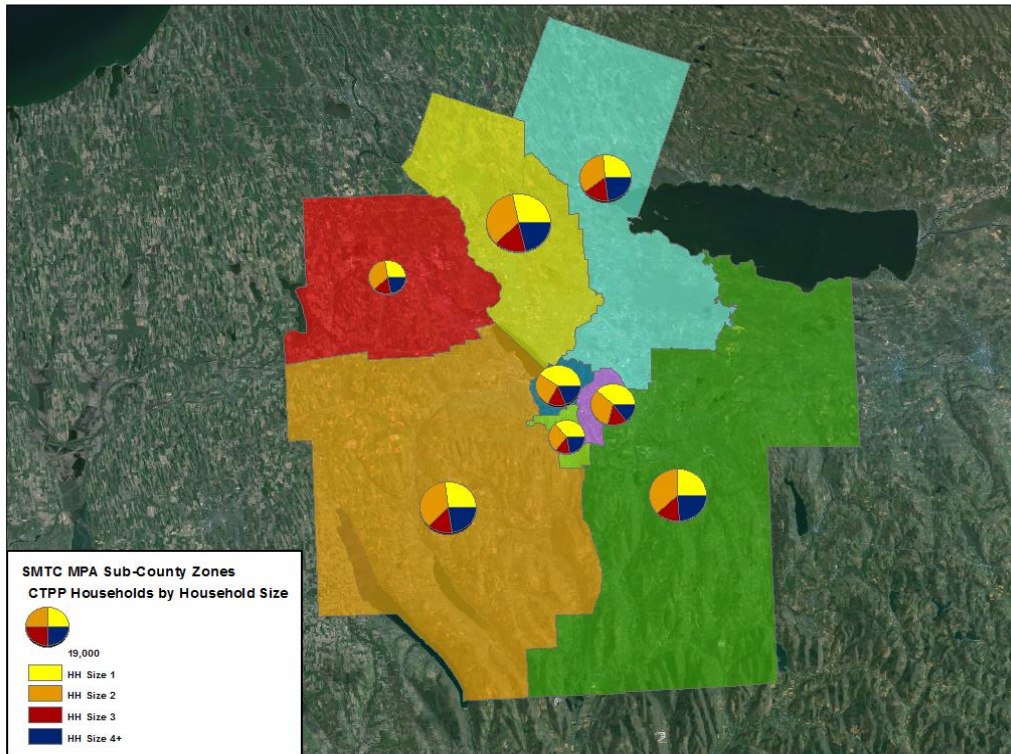 SMTC MPA Sub-County Zones
CTPP Households by Household Size
19,000
HH Size 1
HH Size 2
HH Size 3
HH Size 4+